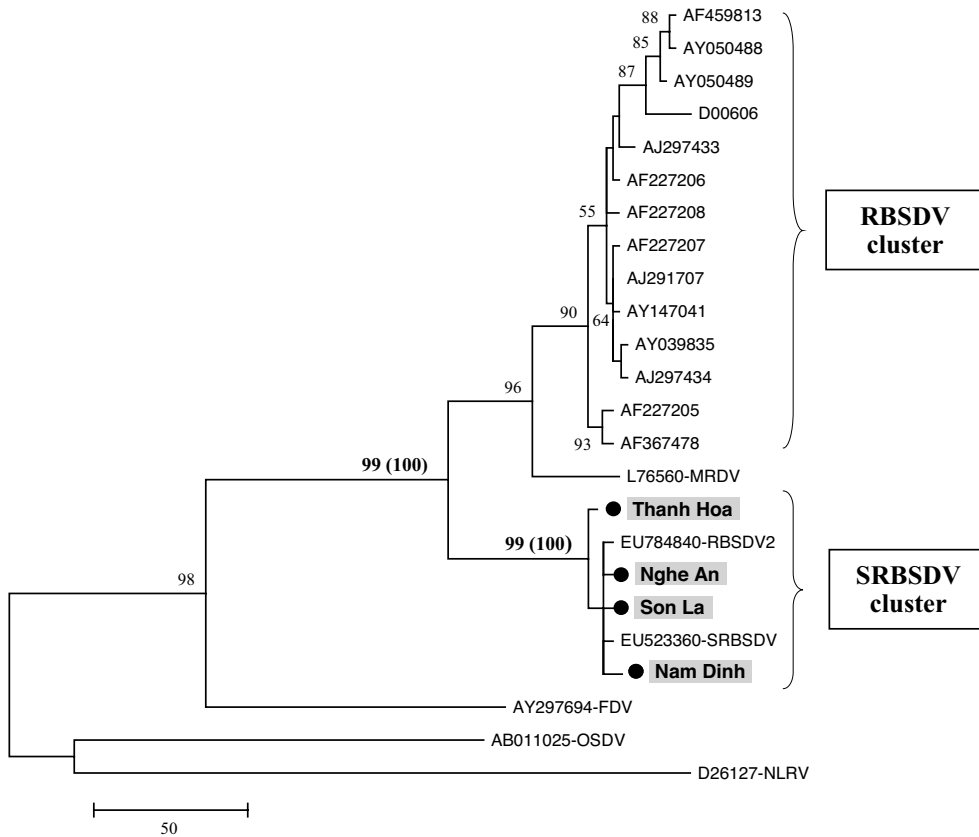 88
AF459813
85
AY050488
87
AY050489
D00606
AJ297433
AF227206
55
AF227208
RBSDV
cluster
AF227207
AJ291707
90
64
AY147041
AY039835
AJ297434
96
AF227205
93
AF367478
99 (100)
L76560-MRDV
Thanh Hoa
99 (100)
EU784840-RBSDV2
Nghe An
SRBSDV
cluster
98
Son La
EU523360-SRBSDV
Nam Dinh
AY297694-FDV
AB011025-OSDV
D26127-NLRV
50